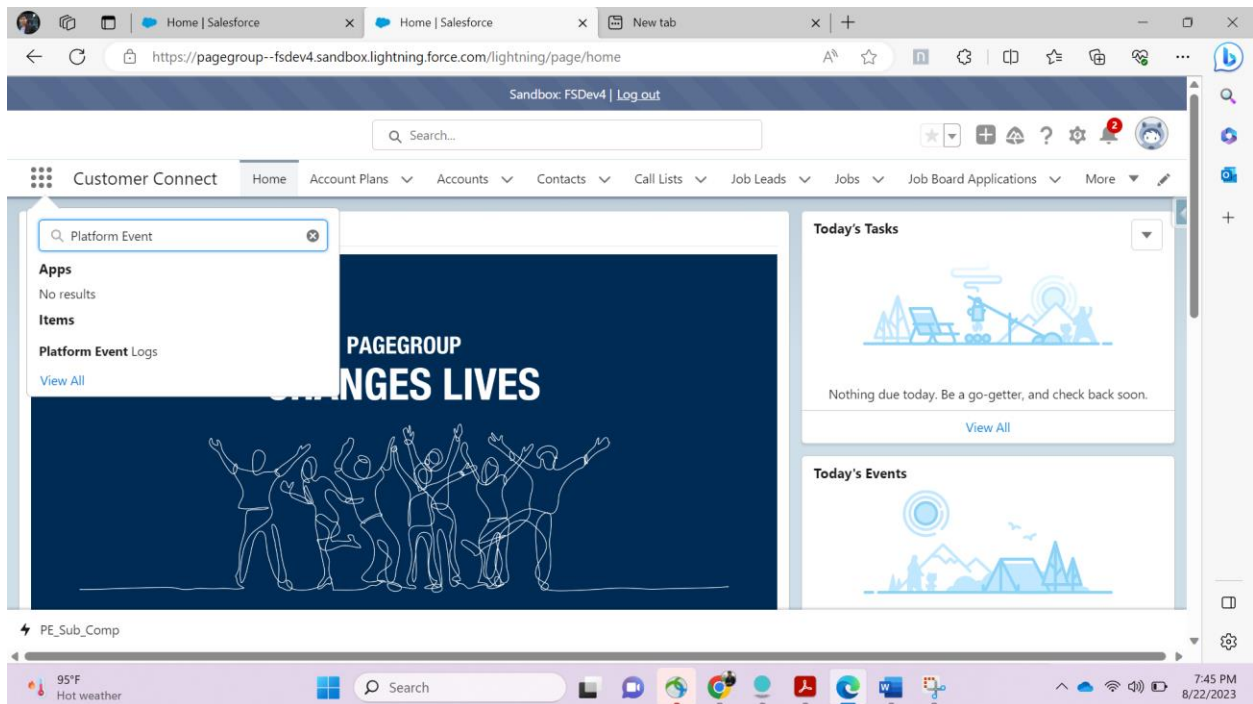 Home | Salesforce
Home | Salesforce
New tab
https://pagegroup--fsdev4.sandbox.lightning.force.com/lightning/page/home
Sandbox: FSDev4 | Log out
Search...
2
Customer Connect
Home
Account Plans
Accounts
Contacts
Call Lists
Job Leads
Jobs
Job Board Applications
More
Platform Event
Apps
No results
Items
Platform Event Logs
View All
PAGEGROUP
CHANGES LIVES
Today's Tasks
Nothing due today. Be a go-getter, and check back soon.
View All
Today's Events
PE_Sub_Comp
95°F
Hot weather
Search
7:45 PM
8/22/2023